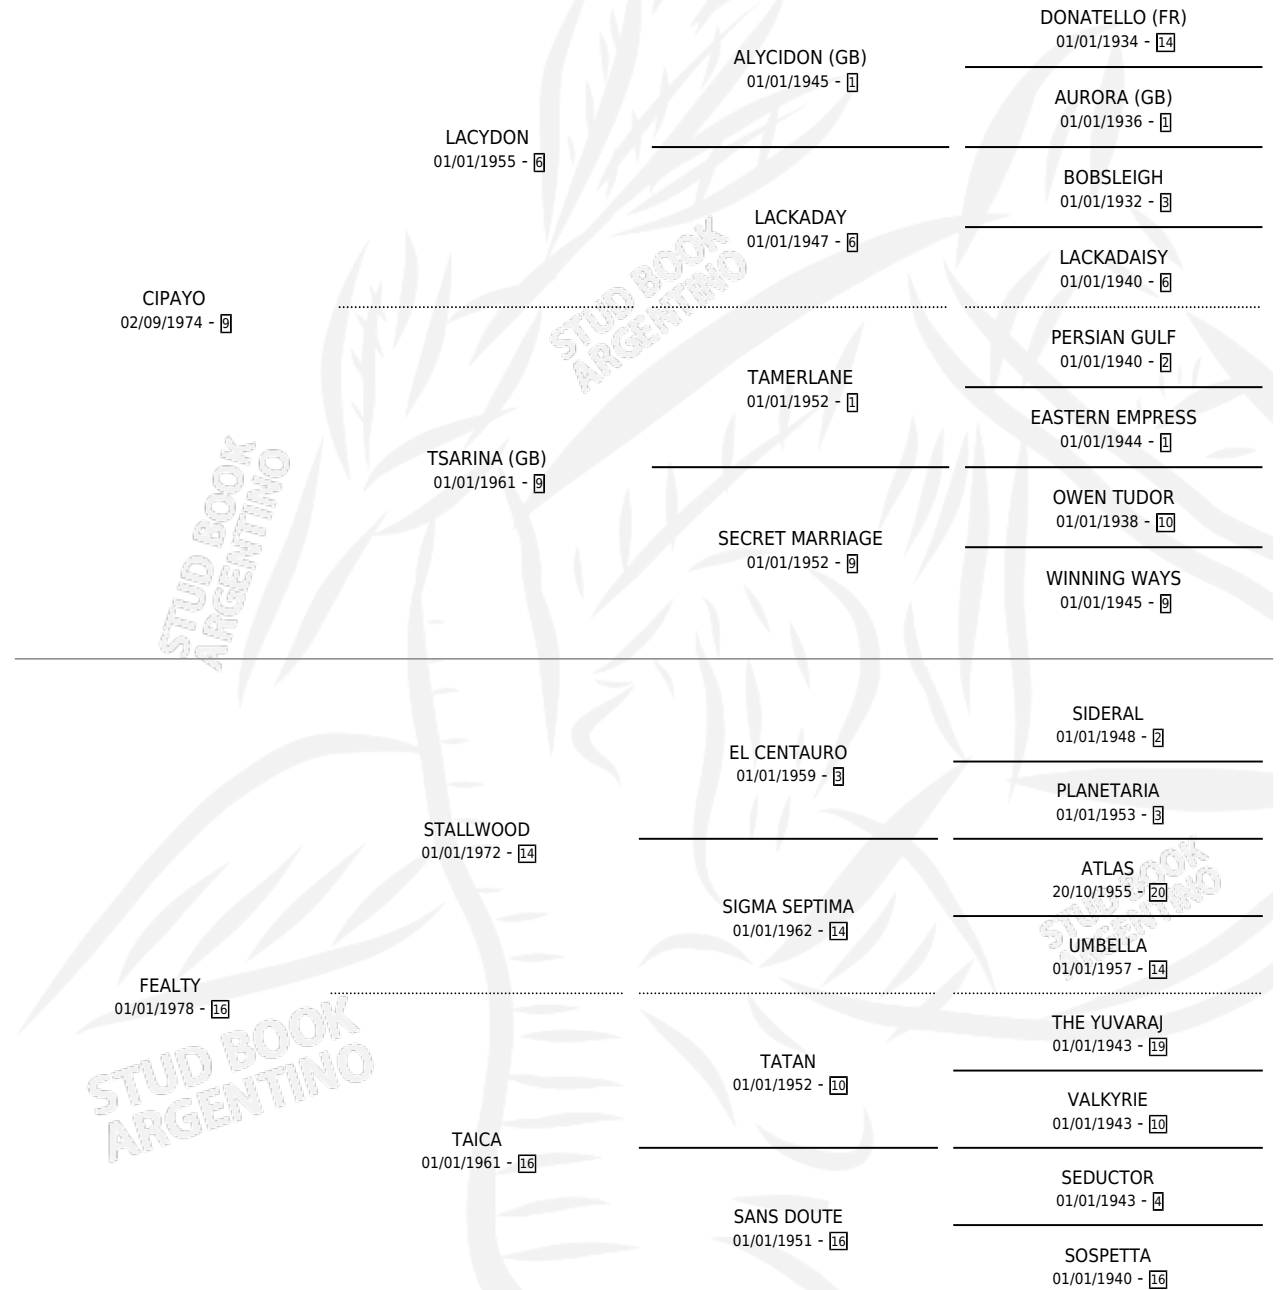 CIPAYO
02/09/1974 - 9
LACYDON
01/01/1955 - 6
TSARINA (GB)
01/01/1961 - 9
ALYCIDON (GB)
01/01/1945 - 1
LACKADAY
01/01/1947 - 6
TAMERLANE
01/01/1952 - 1
SECRET MARRIAGE
01/01/1952 - 9
DONATELLO (FR)
01/01/1934 - 14
AURORA (GB)
01/01/1936 - 1
BOBSLEIGH
01/01/1932 - 3
LACKADAISY
01/01/1940 - 6
PERSIAN GULF
01/01/1940 - 2
EASTERN EMPRESS
01/01/1944 - 1
OWEN TUDOR
01/01/1938 - 10
WINNING WAYS
01/01/1945 - 9
FEALTY
01/01/1978 - 16
STALLWOOD
01/01/1972 - 14
TAICA
01/01/1961 - 16
EL CENTAURO
01/01/1959 - 3
SIGMA SEPTIMA
01/01/1962 - 14
TATAN
01/01/1952 - 10
SANS DOUTE
01/01/1951 - 16
SIDERAL
01/01/1948 - 2
PLANETARIA
01/01/1953 - 3
ATLAS
20/10/1955 - 20
UMBELLA
01/01/1957 - 14
THE YUVARAJ
01/01/1943 - 19
VALKYRIE
01/01/1943 - 10
SEDUCTOR
01/01/1943 - 4
SOSPETTA
01/01/1940 - 16
STUD BOOK
ARGENTINO
STUD BOOK
ARGENTINO
STUD BOOK
ARGENTINO
STUD BOOK
ARGENTINO